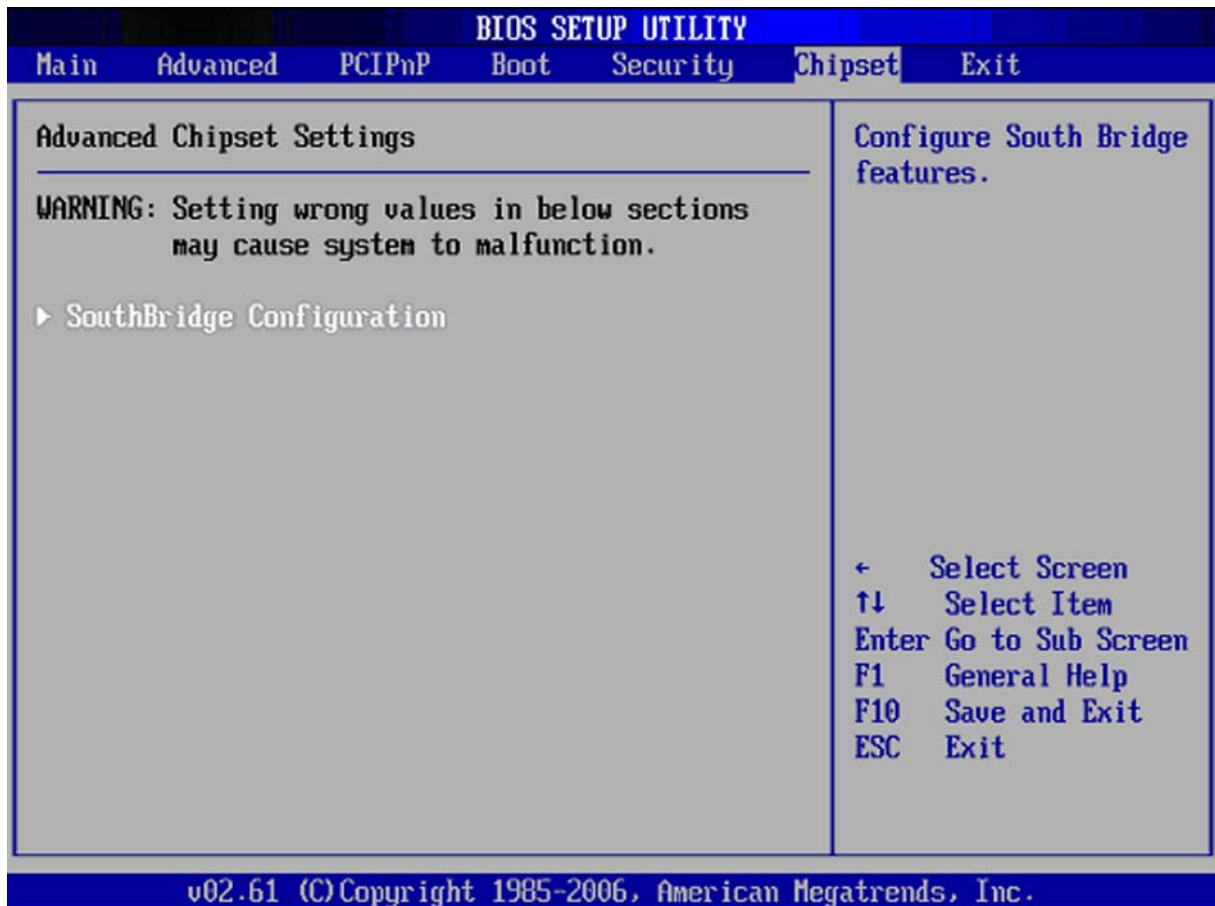 BIOS SETUP UTILITY
Main Advanced PCIPnP Boot Security Chipset Exit
Advanced Chipset Settings
WARNING: Setting wrong values in below sections
may cause system to malfunction.
▶ SouthBridge Configuration
Configure South Bridge
features.
← Select Screen
↑↓ Select Item
Enter Go to Sub Screen
F1 General Help
F10 Save and Exit
ESC Exit
v02.61 (C)Copyright 1985-2006, American Megatrends, Inc.